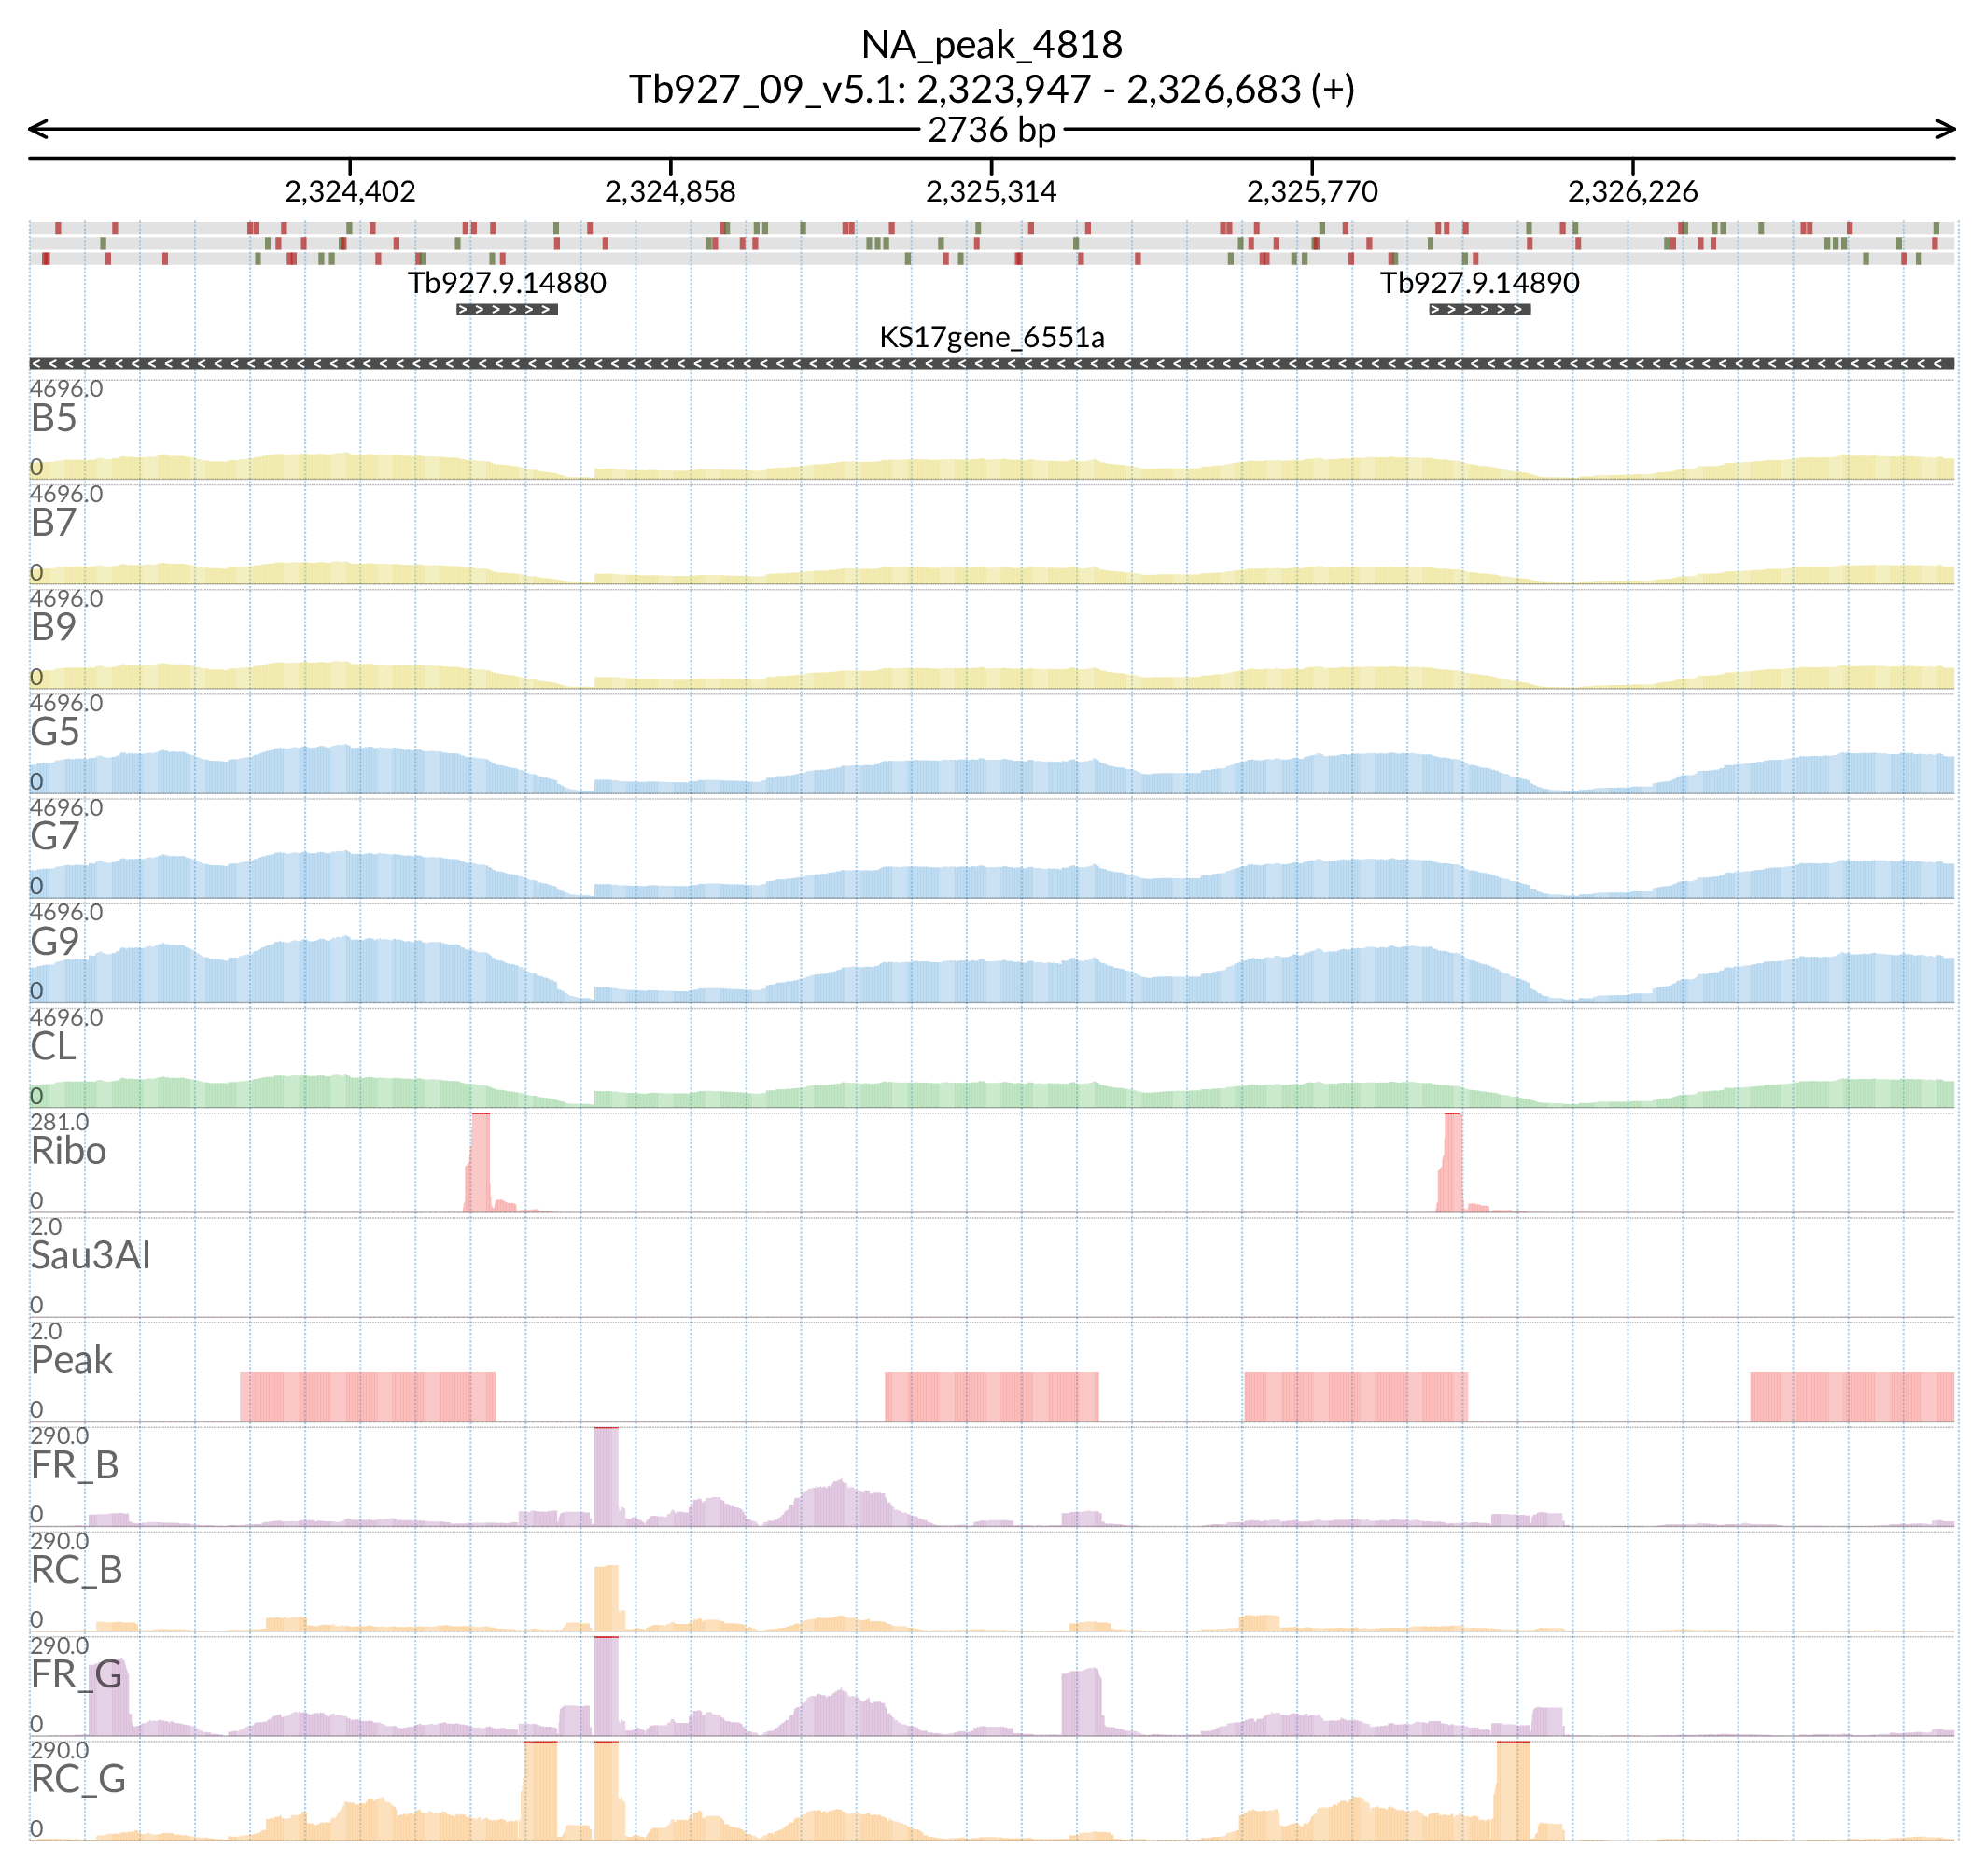 NA_peak_4818
Tb927_09_v5.1: 2,323,947 - 2,326,683 (+)
2736 bp
2,324,402 2,324,858 2,325,314 2,325,770 2,326,226
Tb927.9.14880 Tb927.9.14890
KS17gene_6551a
4696.0
B5
0
4696.0
B7
0
4696.0
B9
0
4696.0
G5
0
4696.0
G7
0
4696.0
G9
0
4696.0
CL
0
281.0
Ribo
0
2.0
Sau3AI
0
2.0
Peak
0
290.0
FR_B
0
290.0
RC_B
0
290.0
FR_G
0
290.0
RC_G
0